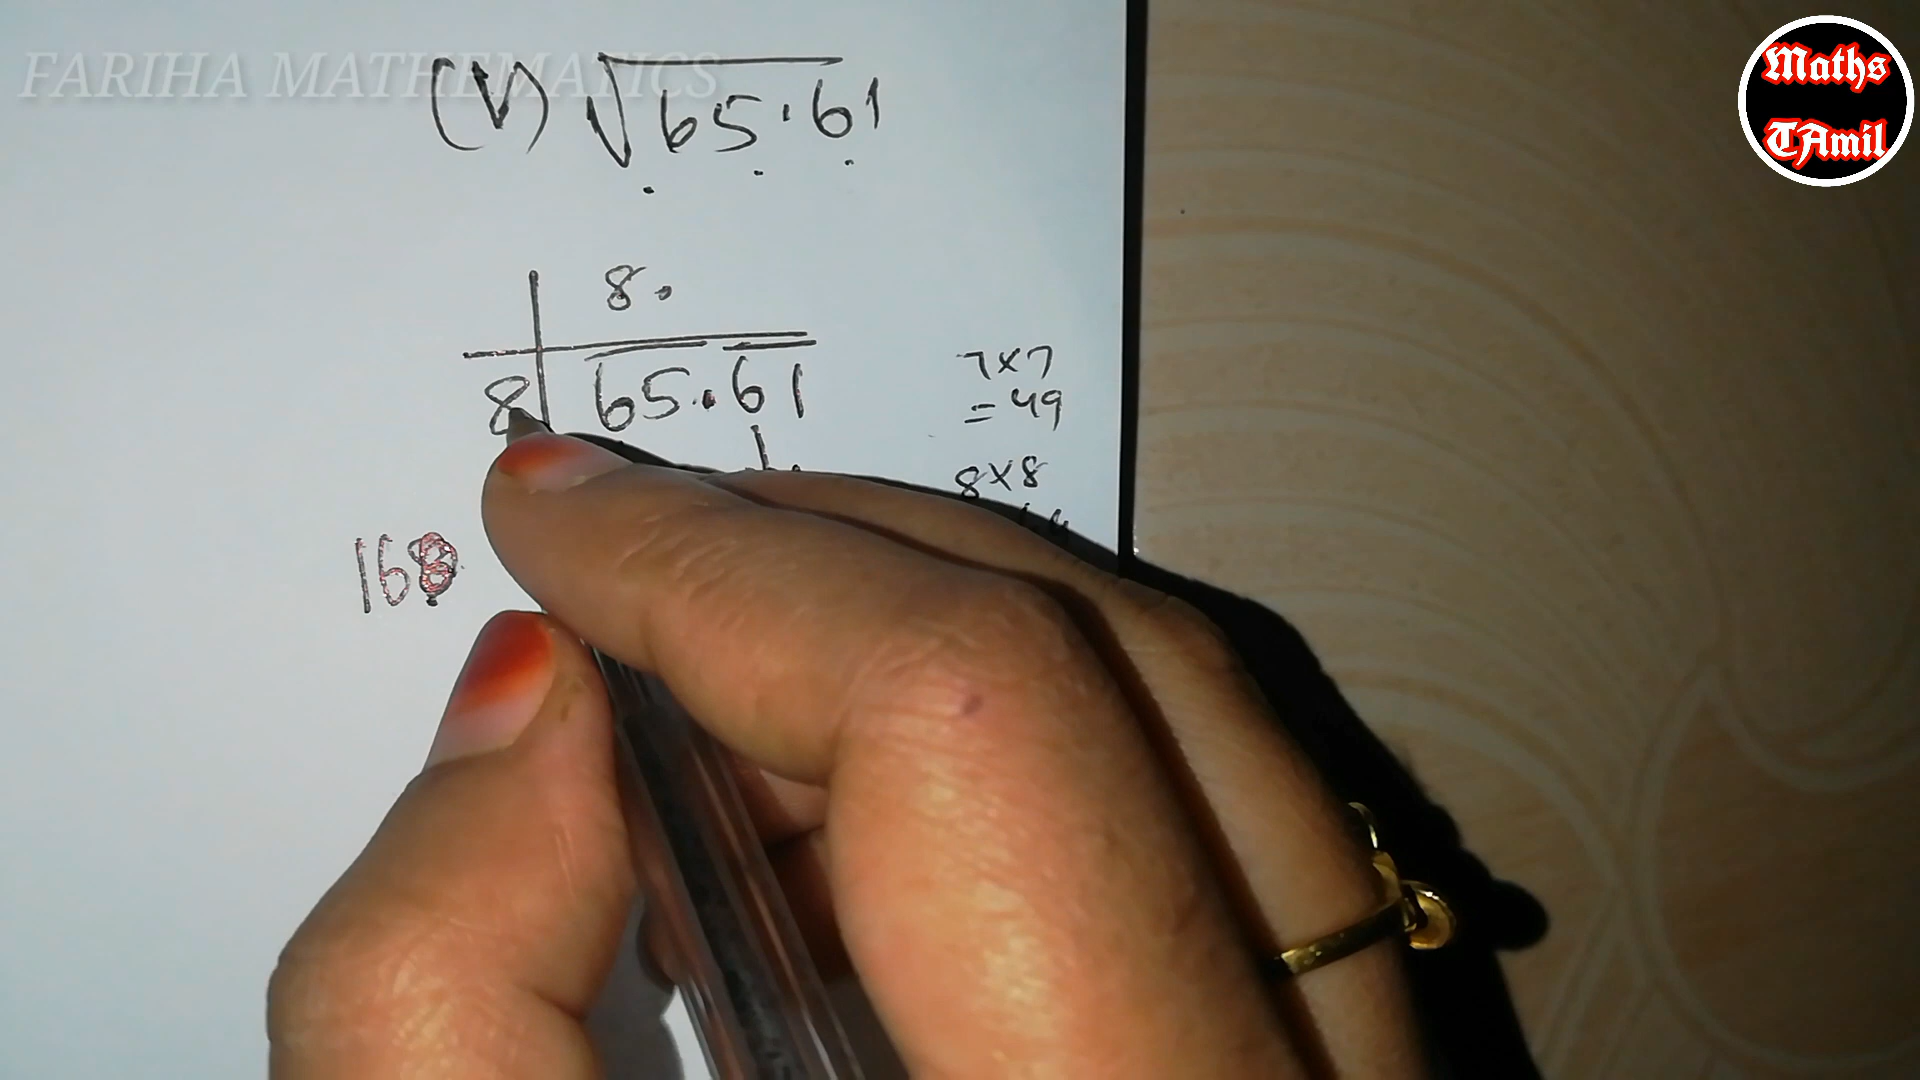 FARIHA MATHEMATICS
Maths
TAmil
(V) √65.61
8.
8 65.61
7×7
= 49
8×8
168